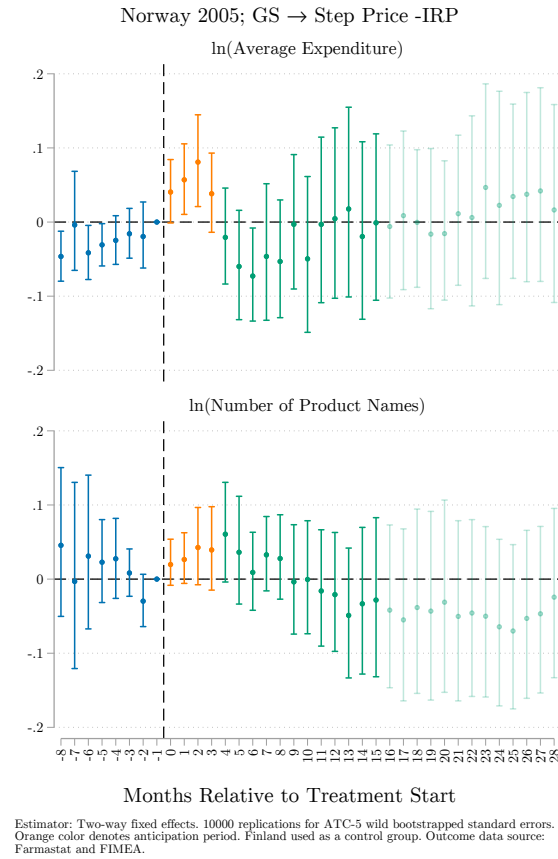 Norway 2005; GS → Step Price -IRP
ln(Average Expenditure)
.2
.1
0
-.1
-.2
ln(Number of Product Names)
.2
.1
0
-.1
-.2
-8 -7 -6 -5 -4 -3 -2 -1 0 1 2 3 4 5 6 7 8 9 10 11 12 13 14 15 16 17 18 19 20 21 22 23 24 25 26 27 28
Months Relative to Treatment Start
Estimator: Two-way fixed effects. 10000 replications for ATC-5 wild bootstrapped standard errors.
Orange color denotes anticipation period. Finland used as a control group. Outcome data source:
Farmastat and FIMEA.